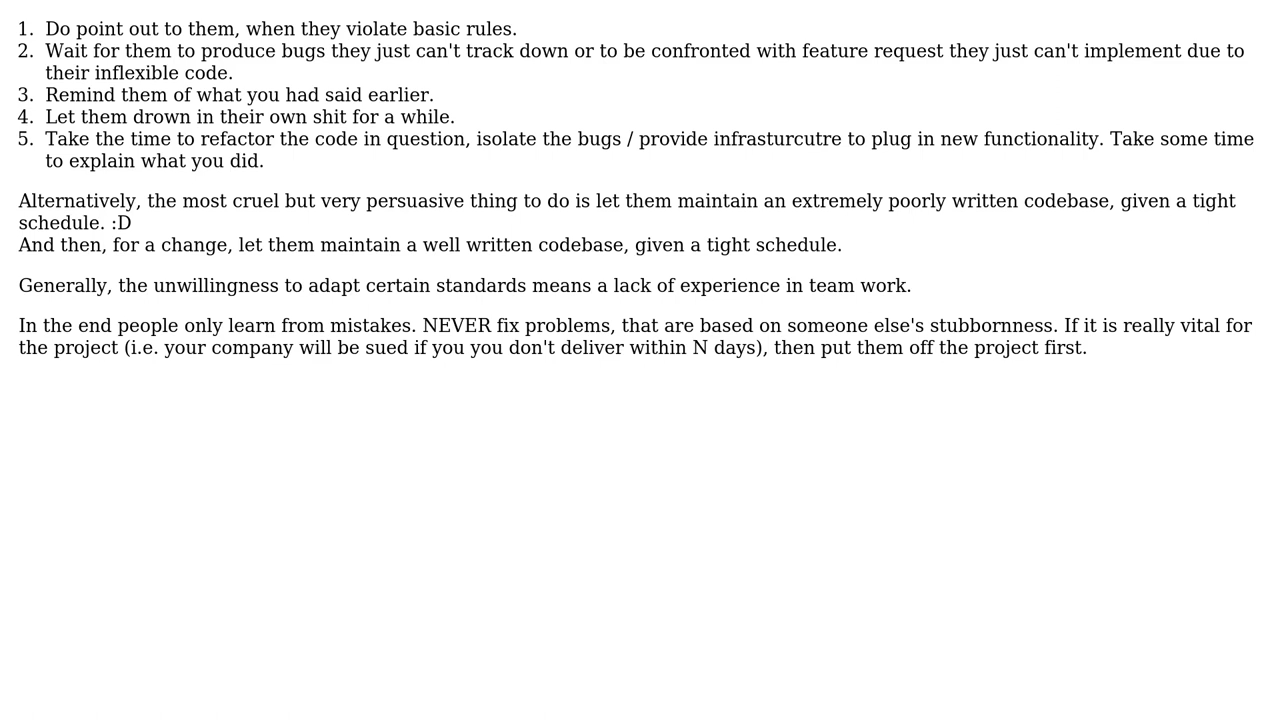 1. Do point out to them, when they violate basic rules.
2. Wait for them to produce bugs they just can't track down or to be confronted with feature request they just can't implement due to
their inflexible code.
3. Remind them of what you had said earlier.
4. Let them drown in their own shit for a while.
5. Take the time to refactor the code in question, isolate the bugs / provide infrasturcutre to plug in new functionality. Take some time
to explain what you did.
Alternatively, the most cruel but very persuasive thing to do is let them maintain an extremely poorly written codebase, given a tight
schedule. :D
And then, for a change, let them maintain a well written codebase, given a tight schedule.
Generally, the unwillingness to adapt certain standards means a lack of experience in team work.
In the end people only learn from mistakes. NEVER fix problems, that are based on someone else's stubbornness. If it is really vital for
the project (i.e. your company will be sued if you you don't deliver within N days), then put them off the project first.